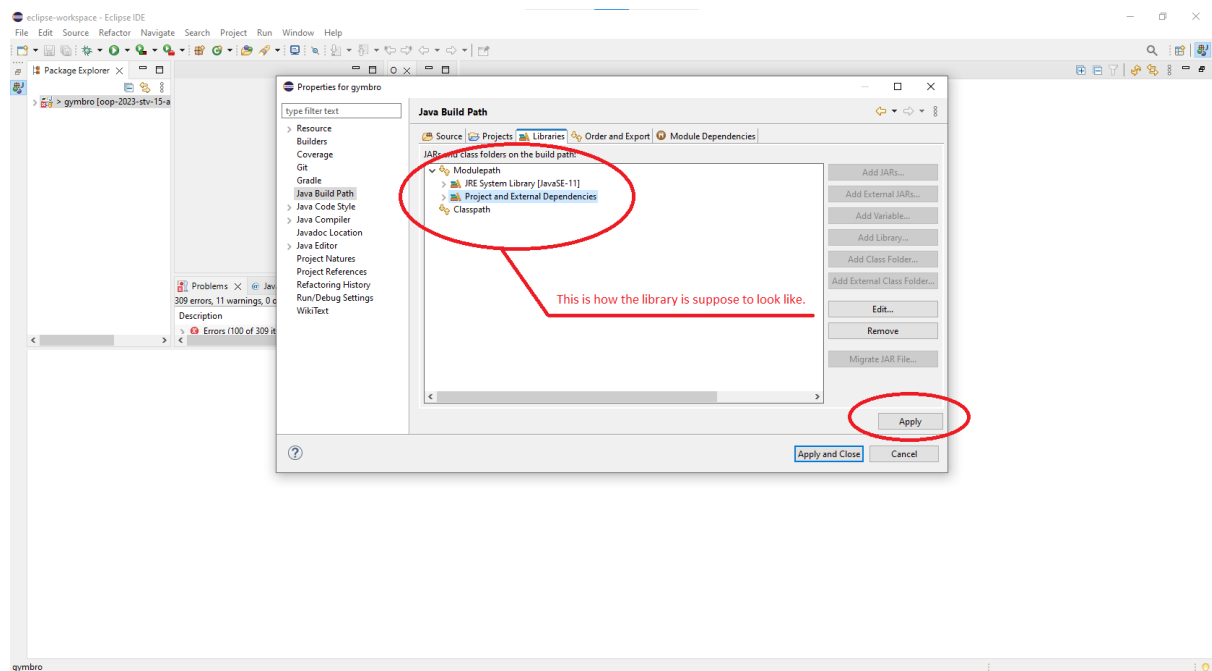 eclipse-workspace - Eclipse IDE
File Edit Source Refactor Navigate Search Project Run Window Help
Package Explorer
> gymbro [oop-2023-stv-15-a
Properties for gymbro
type filter text
Resource
Builders
Coverage
Git
Gradle
Java Build Path
Java Code Style
Java Compiler
Javadoc Location
Java Editor
Project Natures
Project References
Refactoring History
Run/Debug Settings
WikiText
Java Build Path
Source Projects Libraries Order and Export Module Dependencies
JARs and class folders on the build path:
Modulepath
JRE System Library [JavaSE-11]
Project and External Dependencies
Classpath
This is how the library is suppose to look like.
Add JARs...
Add External JARs...
Add Variable...
Add Library...
Add Class Folder...
Add External Class Folder...
Edit...
Remove
Migrate JAR File...
Apply
Apply and Close Cancel
Problems @ Jav
309 errors, 11 warnings, 0 o
Description
Errors (100 of 309 it
gymbro